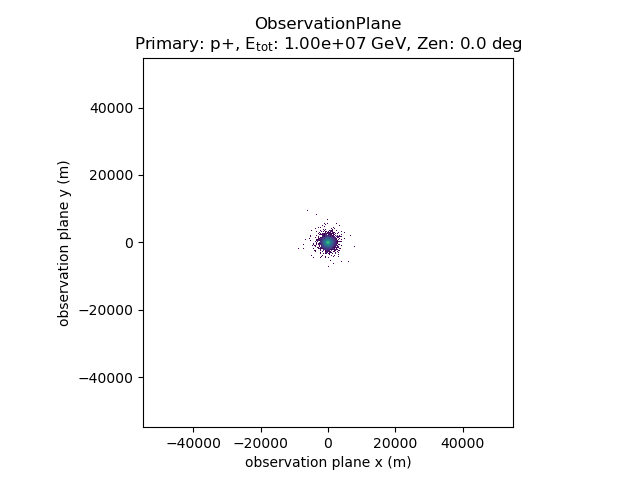 ObservationPlane
Primary: p+, E_tot: 1.00e+07 GeV, Zen: 0.0 deg
observation plane y (m)
40000
20000
0
−20000
−40000
−40000 −20000 0 20000 40000
observation plane x (m)